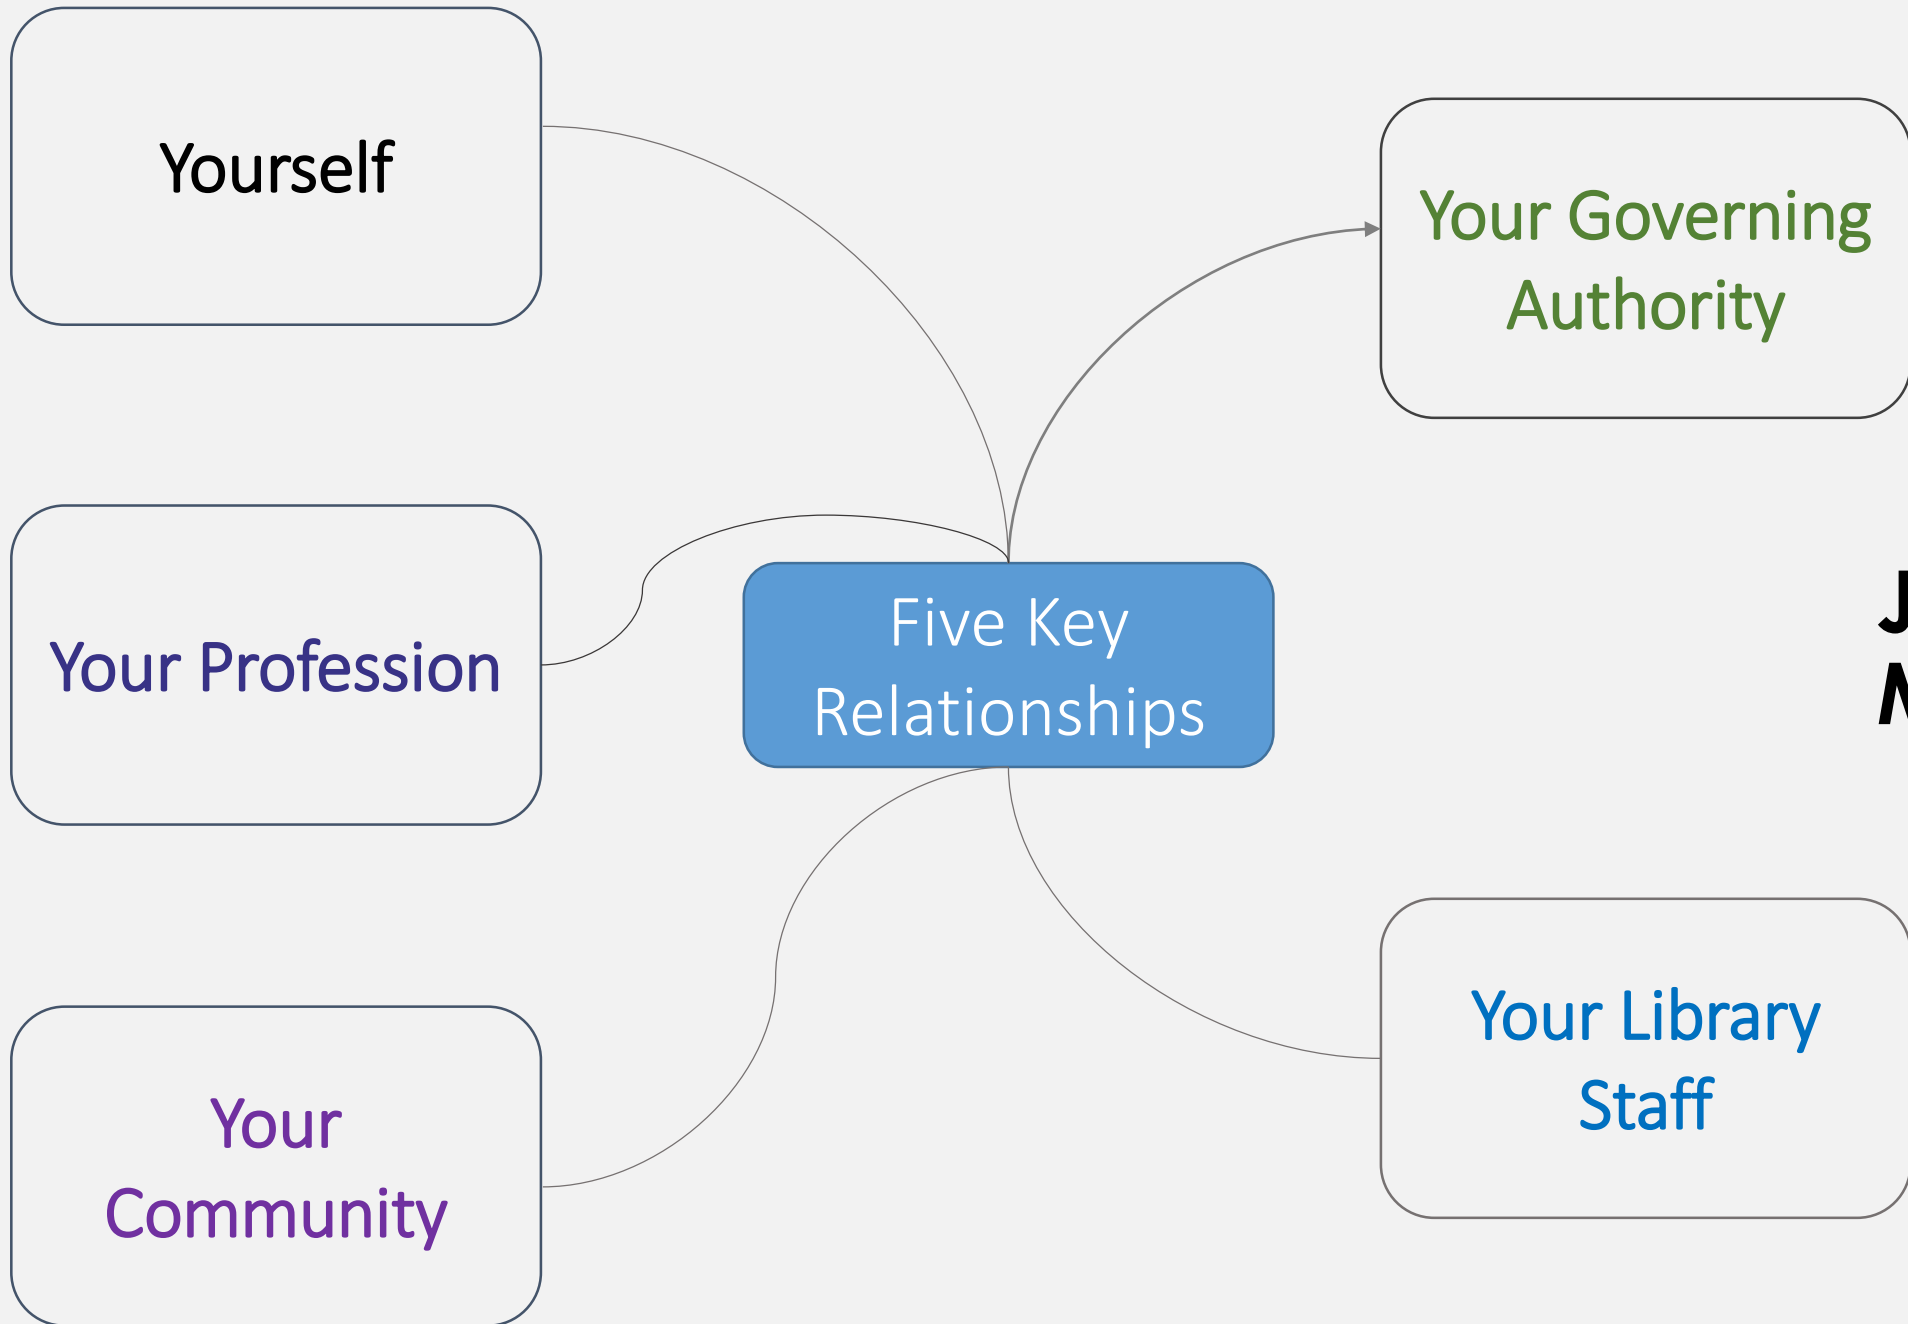 Yourself
Your Governing
Authority
Your Profession
Five Key
Relationships
Your Library
Staff
Your
Community